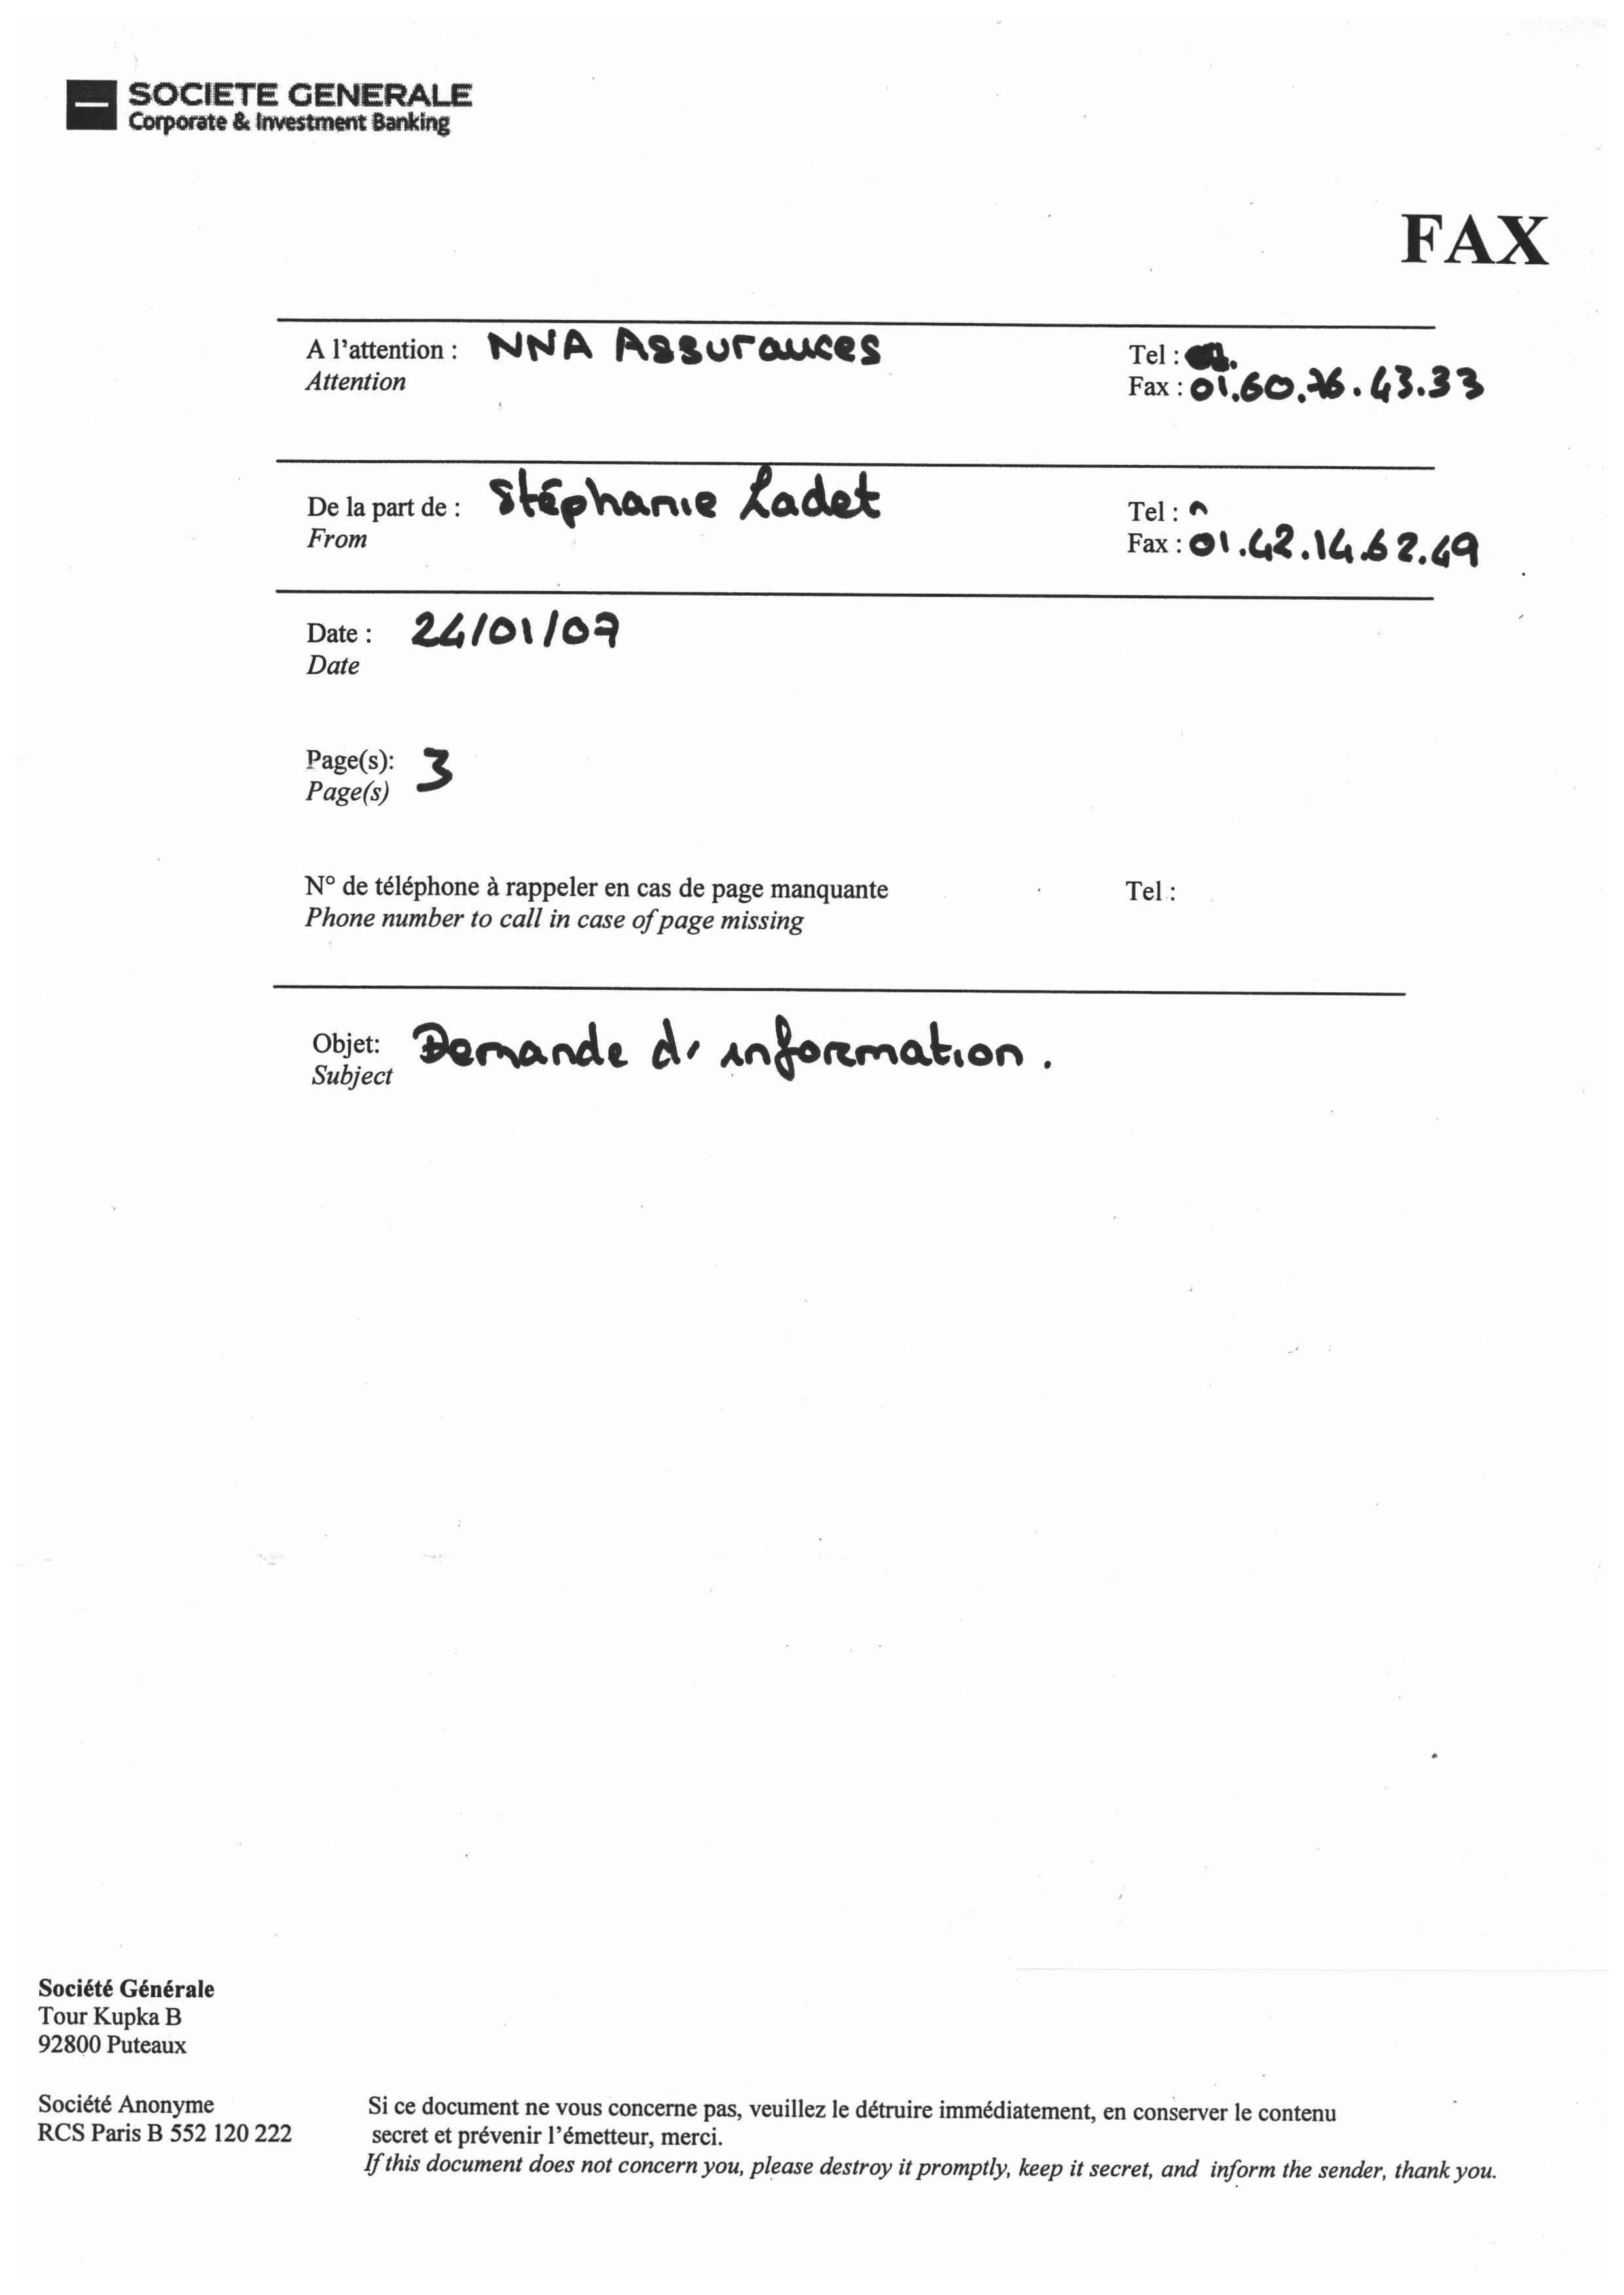 SOCIETE GENERALE
Corporate & Investment Banking
FAX
A l'attention : NNA Assurances
Attention
Tel :
Fax : 01.60.76.43.33
De la part de : Stéphanie Ladet
From
Tel :
Fax : 01.42.14.62.49
Date : 24/01/07
Date
Page(s): 3
Page(s)
N° de téléphone à rappeler en cas de page manquante Tel :
Phone number to call in case of page missing
Objet: Demande d' information.
Subject
Société Générale
Tour Kupka B
92800 Puteaux
Société Anonyme
RCS Paris B 552 120 222
Si ce document ne vous concerne pas, veuillez le détruire immédiatement, en conserver le contenu
secret et prévenir l'émetteur, merci.
If this document does not concern you, please destroy it promptly, keep it secret, and inform the sender, thank you.